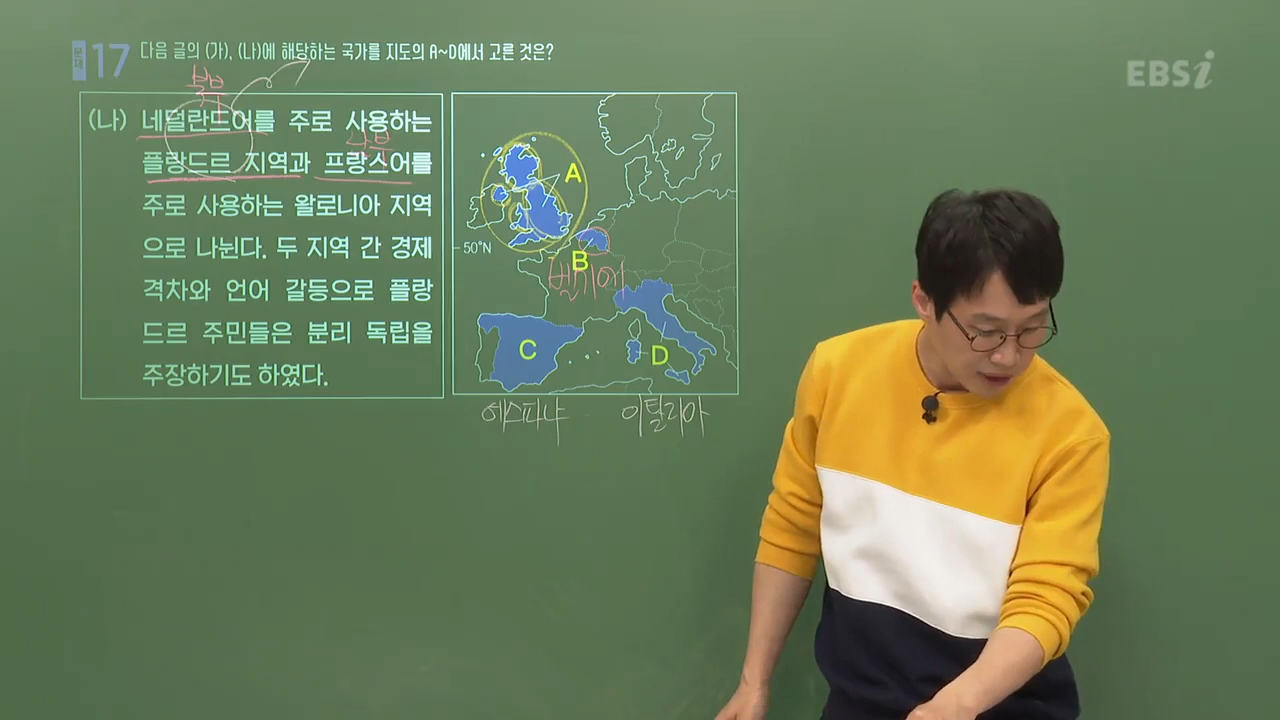 문제 17 다음 글의 (가), (나)에 해당하는 국가를 지도의 A~D에서 고른 것은?
EBSi
북부
(나) 네덜란드어를 주로 사용하는
남부
플랑드르 지역과 프랑스어를
주로 사용하는 왈로니아 지역
으로 나뉜다. 두 지역 간 경제
격차와 언어 갈등으로 플랑
드르 주민들은 분리 독립을
주장하기도 하였다.
A
50°N
B
벨기에
C
D
에스파냐
이탈리아